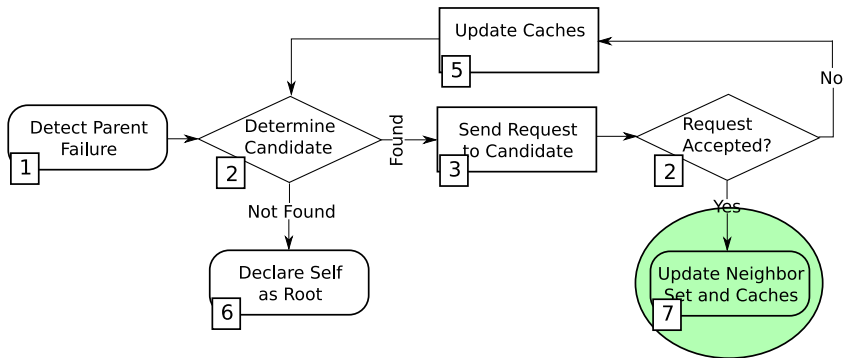 Update Caches
5
No
Detect Parent
Failure
1
Determine
Candidate
2
Found
Send Request
to Candidate
3
Request
Accepted?
2
Not Found
Yes
Declare Self
as Root
6
Update Neighbor
Set and Caches
7